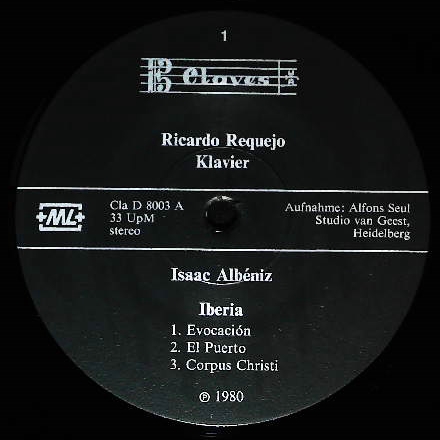 1
Claves
Ricardo Requejo
Klavier
+ML+
Cla D 8003 A
33 UpM
stereo
Aufnahme: Alfons Seul
Studio van Geest,
Heidelberg
Isaac Albéniz
Iberia
1. Evocación
2. El Puerto
3. Corpus Christi
℗ 1980